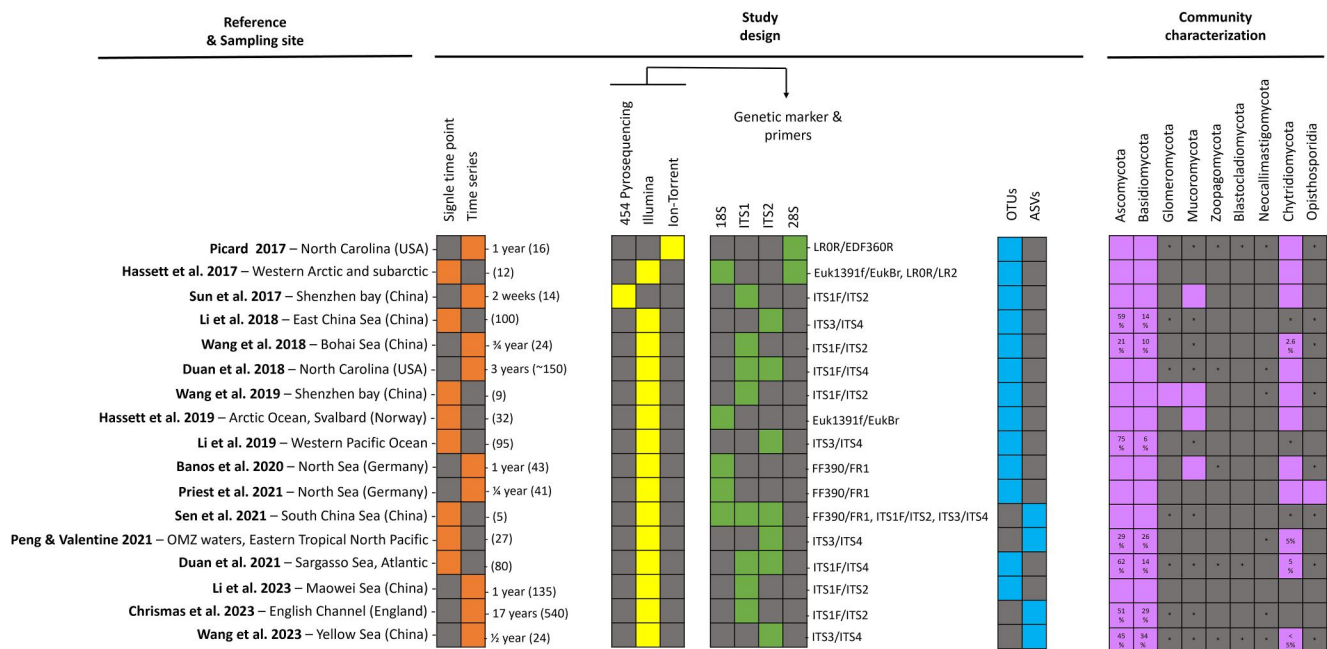 Reference
& Sampling site
Study
design
Community
characterization
Genetic marker &
primers
Signle time point
Time series
454 Pyrosequencing
Illumina
Ion-Torrent
18S
ITS1
ITS2
28S
OTUs
ASVs
Ascomycota
Basidiomycota
Glomeromycota
Mucoromycota
Zoopagomycota
Blastocladiomycota
Neocallimastigomycota
Chytridiomycota
Opisthosporidia
Picard 2017 – North Carolina (USA) 1 year (16) LR0R/EDF360R * * * * * *
Hassett et al. 2017 – Western Arctic and subarctic (12) Euk1391f/EukBr, LR0R/LR2
Sun et al. 2017 – Shenzhen bay (China) 2 weeks (14) ITS1F/ITS2 *
Li et al. 2018 – East China Sea (China) (100) ITS3/ITS4 59 % 14 % * * * *
Wang et al. 2018 – Bohai Sea (China) ¾ year (24) ITS1F/ITS2 21 % 10 % * 2.6 % *
Duan et al. 2018 – North Carolina (USA) 3 years (~150) ITS1F/ITS4 * * * * *
Wang et al. 2019 – Shenzhen bay (China) (9) ITS1F/ITS2 * *
Hassett et al. 2019 – Arctic Ocean, Svalbard (Norway) (32) Euk1391f/EukBr
Li et al. 2019 – Western Pacific Ocean (95) ITS3/ITS4 75 % 6 % * *
Banos et al. 2020 – North Sea (Germany) 1 year (43) FF390/FR1 * *
Priest et al. 2021 – North Sea (Germany) ¼ year (41) FF390/FR1
Sen et al. 2021 – South China Sea (China) (5) FF390/FR1, ITS1F/ITS2, ITS3/ITS4 * * * *
Peng & Valentine 2021 – OMZ waters, Eastern Tropical North Pacific (27) ITS3/ITS4 29 % 26 % * 5%
Duan et al. 2021 – Sargasso Sea, Atlantic (80) ITS1F/ITS4 62 % 14 % * * * * 5 % *
Li et al. 2023 – Maowei Sea (China) 1 year (135) ITS1F/ITS2
Chrismas et al. 2023 – English Channel (England) 17 years (540) ITS1F/ITS2 51 % 29 % * * *
Wang et al. 2023 – Yellow Sea (China) ½ year (24) ITS3/ITS4 45 % 34 % * * * * * < 5% *